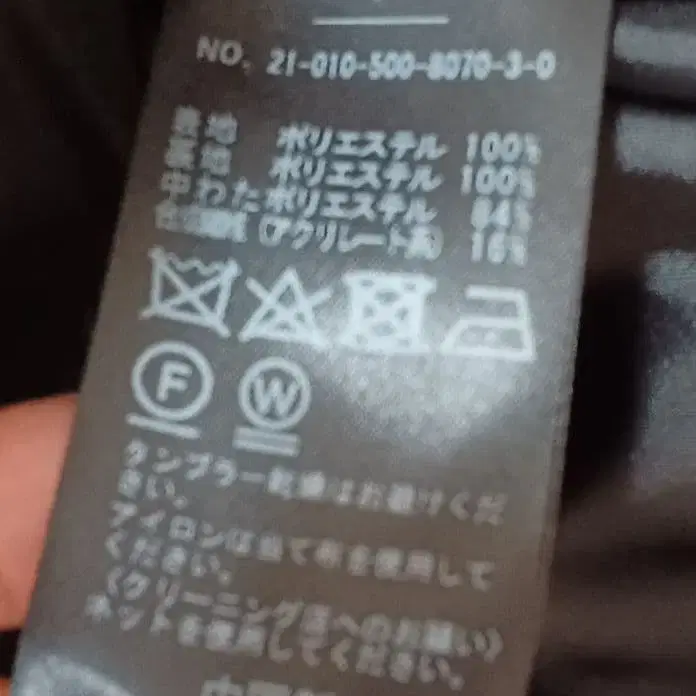 NO. 21-010-500-8070-3-0
表地 ポリエステル 100%
裏地 ポリエステル 100%
中わた ポリエステル 84%
(アクリレート系) 16%
F W
タンブラー乾燥はお避けくだ
さい。
アイロンは当て布を使用して
ください。
〈クリーニング店へのお願い〉
ネットを使用してください。